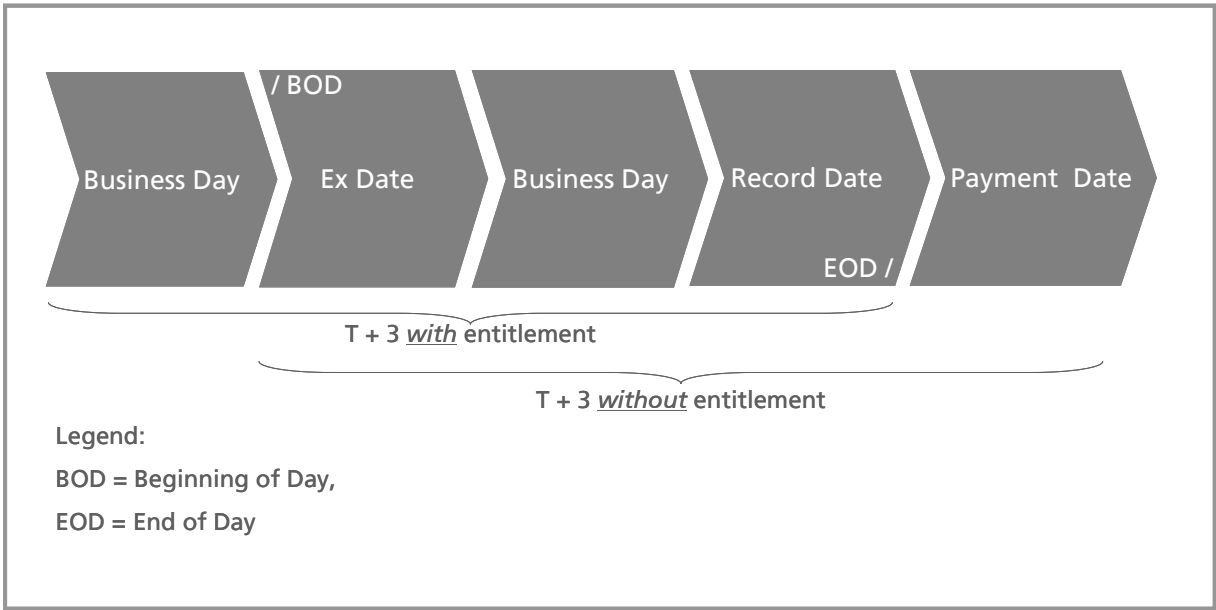 / BOD
Business Day
Ex Date
Business Day
Record Date
Payment Date
EOD /
T + 3 with entitlement
T + 3 without entitlement
Legend:
BOD = Beginning of Day,
EOD = End of Day